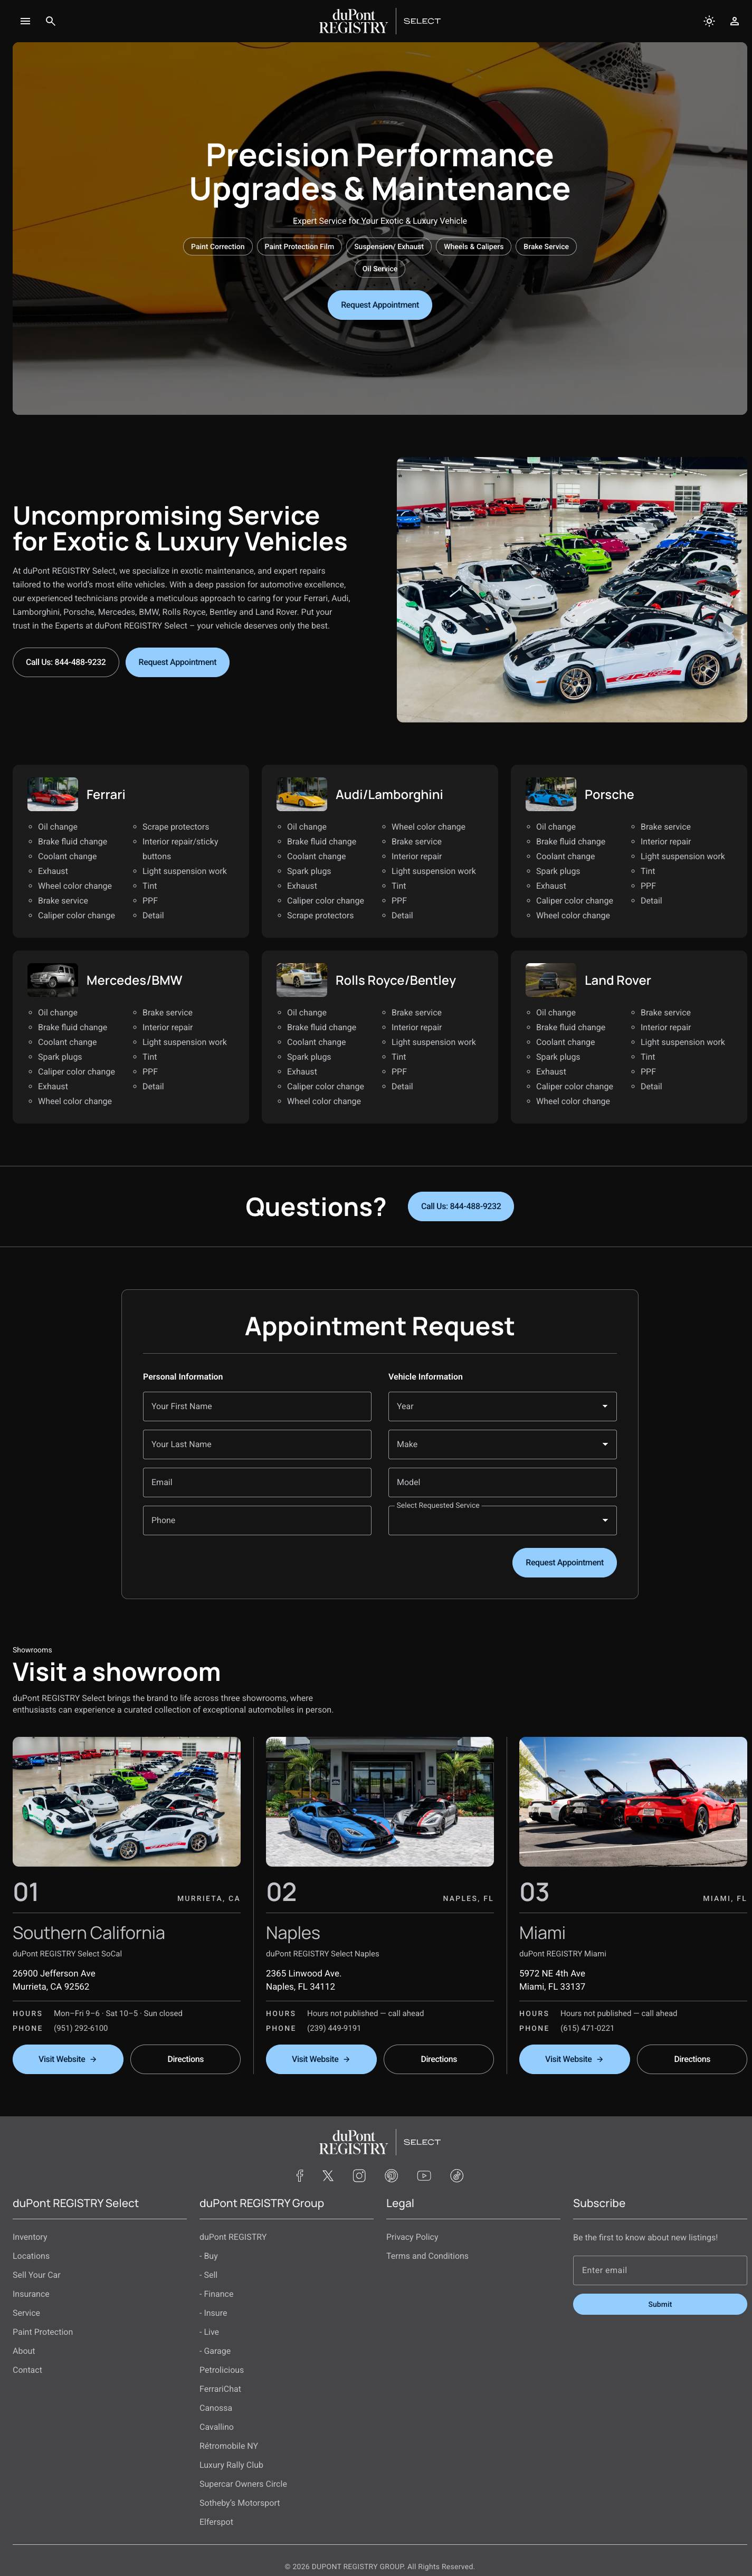 duPont
REGISTRY
SELECT
Precision Performance
Upgrades & Maintenance
Expert Service for Your Exotic & Luxury Vehicle
Paint Correction
Paint Protection Film
Suspension/ Exhaust
Wheels & Calipers
Brake Service
Oil Service
Request Appointment
Uncompromising Service
for Exotic & Luxury Vehicles
At duPont REGISTRY Select, we specialize in exotic maintenance, and expert repairs
tailored to the world's most elite vehicles. With a deep passion for automotive excellence,
our experienced technicians provide a meticulous approach to caring for your Ferrari, Audi,
Lamborghini, Porsche, Mercedes, BMW, Rolls Royce, Bentley and Land Rover. Put your
trust in the Experts at duPont REGISTRY Select – your vehicle deserves only the best.
Call Us: 844-488-9232
Request Appointment
Ferrari
Oil change
Brake fluid change
Coolant change
Exhaust
Wheel color change
Brake service
Caliper color change
Scrape protectors
Interior repair/sticky
buttons
Light suspension work
Tint
PPF
Detail
Audi/Lamborghini
Oil change
Brake fluid change
Coolant change
Spark plugs
Exhaust
Caliper color change
Scrape protectors
Wheel color change
Brake service
Interior repair
Light suspension work
Tint
PPF
Detail
Porsche
Oil change
Brake fluid change
Coolant change
Spark plugs
Exhaust
Caliper color change
Wheel color change
Brake service
Interior repair
Light suspension work
Tint
PPF
Detail
Mercedes/BMW
Oil change
Brake fluid change
Coolant change
Spark plugs
Caliper color change
Exhaust
Wheel color change
Brake service
Interior repair
Light suspension work
Tint
PPF
Detail
Rolls Royce/Bentley
Oil change
Brake fluid change
Coolant change
Spark plugs
Exhaust
Caliper color change
Wheel color change
Brake service
Interior repair
Light suspension work
Tint
PPF
Detail
Land Rover
Oil change
Brake fluid change
Coolant change
Spark plugs
Exhaust
Caliper color change
Wheel color change
Brake service
Interior repair
Light suspension work
Tint
PPF
Detail
Questions?
Call Us: 844-488-9232
Appointment Request
Personal Information
Your First Name
Your Last Name
Email
Phone
Vehicle Information
Year
Make
Model
Select Requested Service
Request Appointment
Showrooms
Visit a showroom
duPont REGISTRY Select brings the brand to life across three showrooms, where
enthusiasts can experience a curated collection of exceptional automobiles in person.
01
MURRIETA, CA
Southern California
duPont REGISTRY Select SoCal
26900 Jefferson Ave
Murrieta, CA 92562
HOURS Mon–Fri 9–6 · Sat 10–5 · Sun closed
PHONE (951) 292-6100
Visit Website →
Directions
02
NAPLES, FL
Naples
duPont REGISTRY Select Naples
2365 Linwood Ave.
Naples, FL 34112
HOURS Hours not published — call ahead
PHONE (239) 449-9191
Visit Website →
Directions
03
MIAMI, FL
Miami
duPont REGISTRY Miami
5972 NE 4th Ave
Miami, FL 33137
HOURS Hours not published — call ahead
PHONE (615) 471-0221
Visit Website →
Directions
duPont
REGISTRY
SELECT
duPont REGISTRY Select
Inventory
Locations
Sell Your Car
Insurance
Service
Paint Protection
About
Contact
duPont REGISTRY Group
duPont REGISTRY
- Buy
- Sell
- Finance
- Insure
- Live
- Garage
Petrolicious
FerrariChat
Canossa
Cavallino
Rétromobile NY
Luxury Rally Club
Supercar Owners Circle
Sotheby's Motorsport
Elferspot
Legal
Privacy Policy
Terms and Conditions
Subscribe
Be the first to know about new listings!
Enter email
Submit
© 2026 DUPONT REGISTRY GROUP. All Rights Reserved.